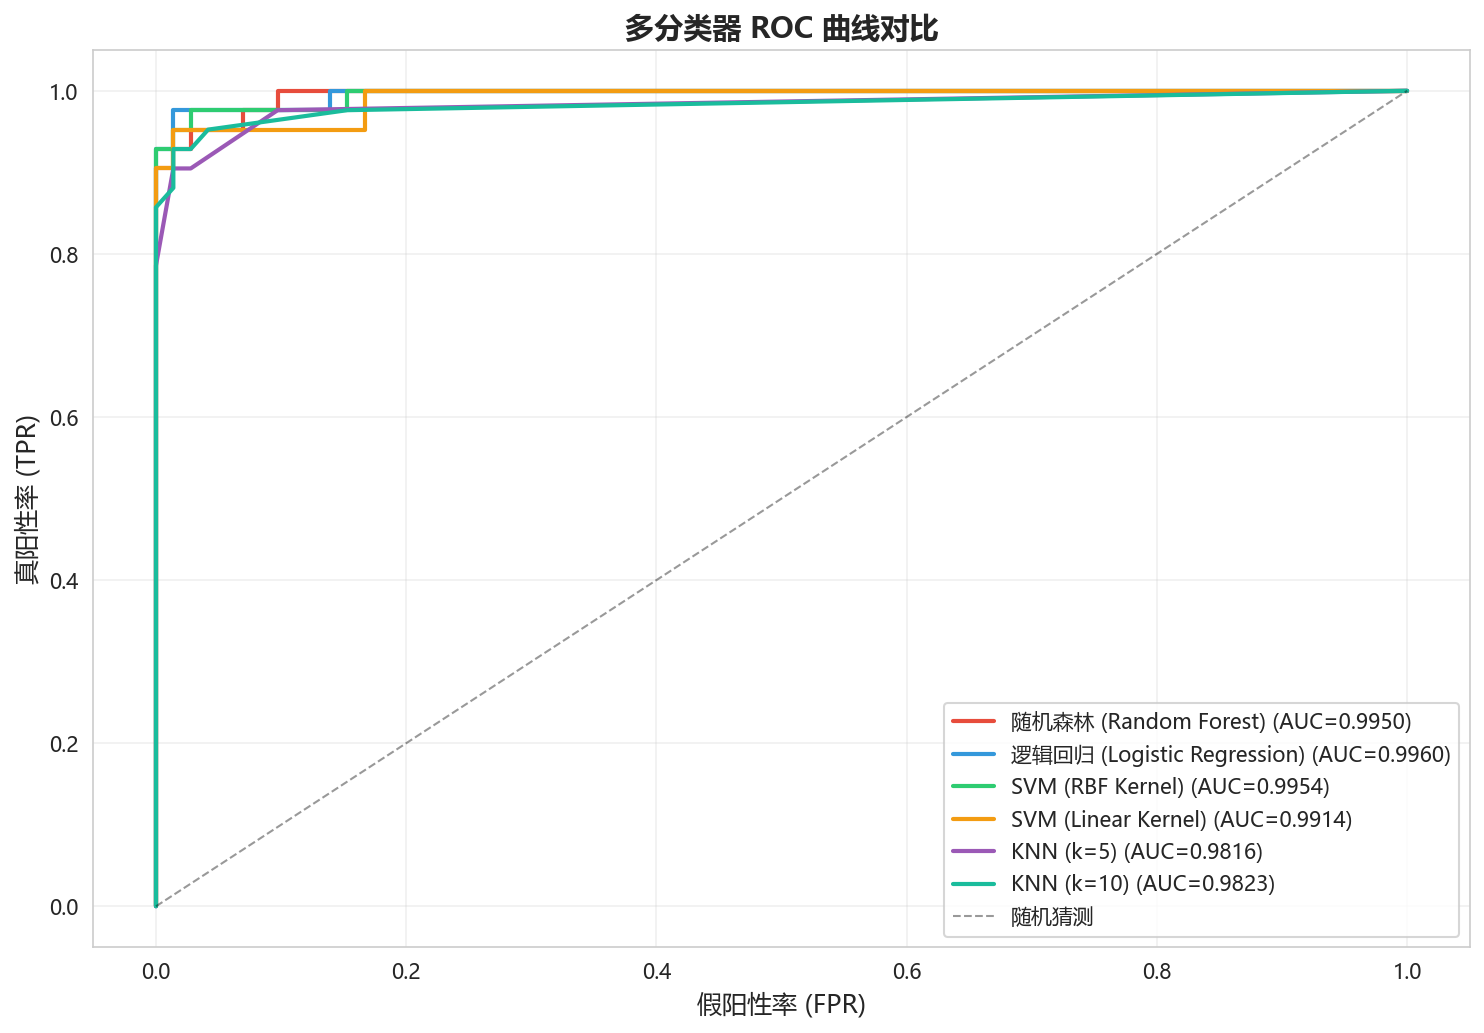 多分类器 ROC 曲线对比
真阳性率 (TPR)
1.0
0.8
0.6
0.4
0.2
0.0
随机森林 (Random Forest) (AUC=0.9950)
逻辑回归 (Logistic Regression) (AUC=0.9960)
SVM (RBF Kernel) (AUC=0.9954)
SVM (Linear Kernel) (AUC=0.9914)
KNN (k=5) (AUC=0.9816)
KNN (k=10) (AUC=0.9823)
随机猜测
0.0 0.2 0.4 0.6 0.8 1.0
假阳性率 (FPR)